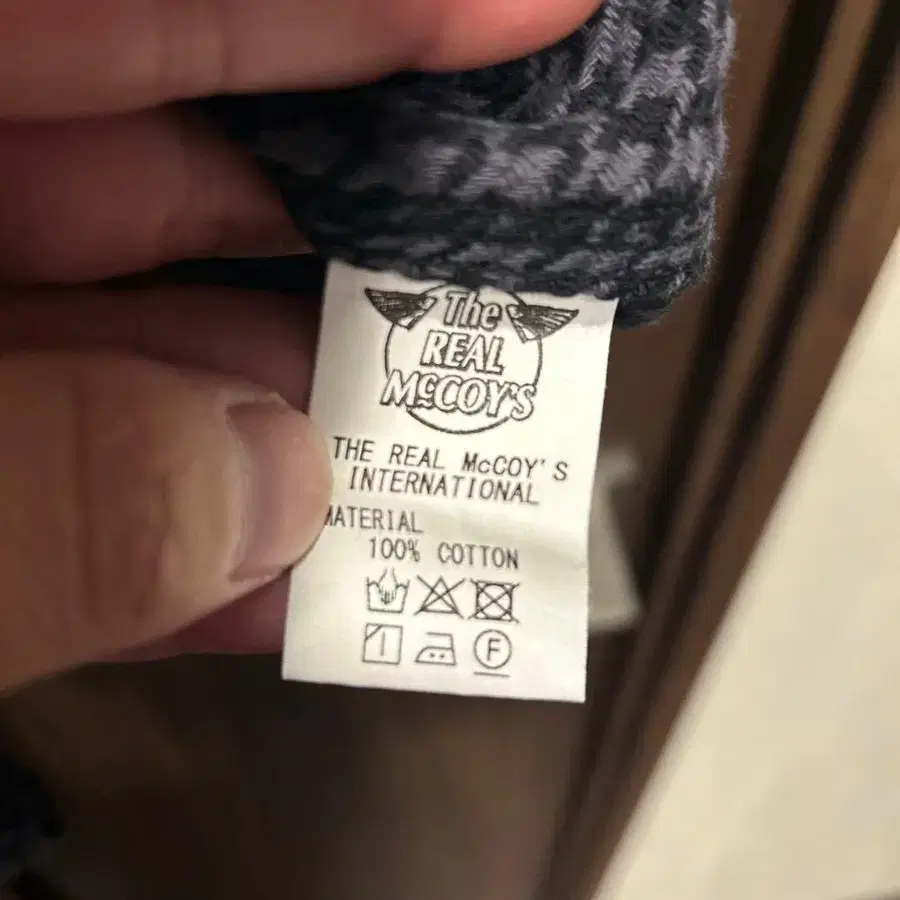 The
REAL
McCOY'S
THE REAL McCOY'S
INTERNATIONAL
MATERIAL
100% COTTON
F